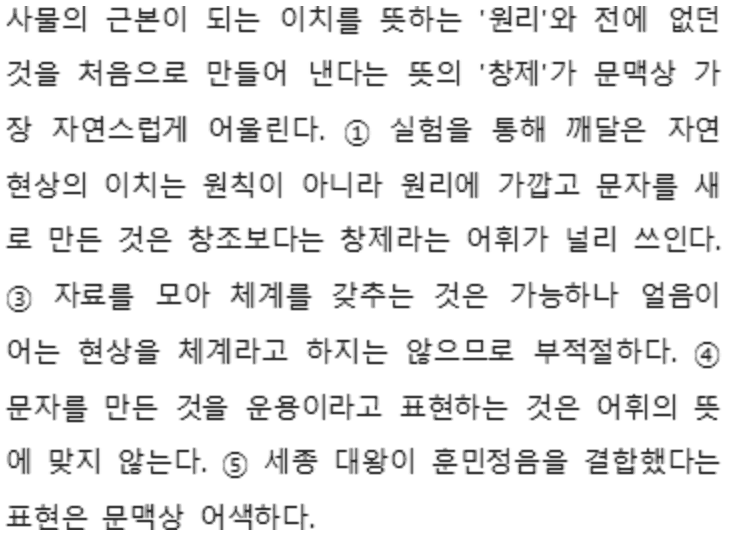 사물의 근본이 되는 이치를 뜻하는 '원리'와 전에 없던
것을 처음으로 만들어 낸다는 뜻의 '창제'가 문맥상 가
장 자연스럽게 어울린다. ① 실험을 통해 깨달은 자연
현상의 이치는 원칙이 아니라 원리에 가깝고 문자를 새
로 만든 것은 창조보다는 창제라는 어휘가 널리 쓰인다.
③ 자료를 모아 체계를 갖추는 것은 가능하나 얼음이
어는 현상을 체계라고 하지는 않으므로 부적절하다. ④
문자를 만든 것을 운용이라고 표현하는 것은 어휘의 뜻
에 맞지 않는다. ⑤ 세종 대왕이 훈민정음을 결합했다는
표현은 문맥상 어색하다.